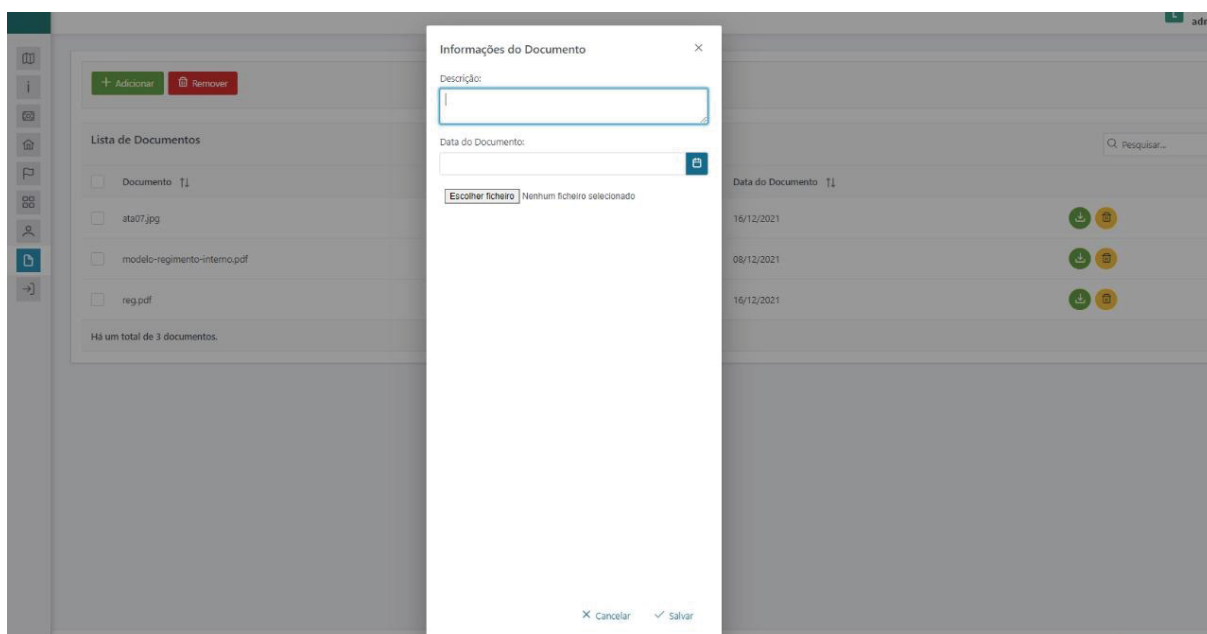 L
adm
Informações do Documento
+ Adicionar Remover
Descrição:
Lista de Documentos
Pesquisar...
Data do Documento:
Documento
Data do Documento
Escolher ficheiro Nenhum ficheiro selecionado
ata07.jpg 16/12/2021
modelo-regimento-interno.pdf 08/12/2021
reg.pdf 16/12/2021
Há um total de 3 documentos.
Cancelar Salvar